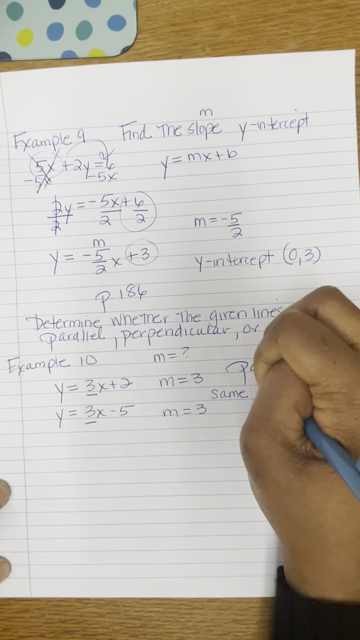 m
Example 9 Find the slope y-intercept
5x + 2y = 6 y = mx + b
-5x -5x
2y = -5x + 6
2 2 2 m = -5
2
m
y = -5x + 3
2 y-intercept (0,3)
p. 186
Determine whether the given lines
parallel, perpendicular, or
Example 10 m = ?
y = 3x + 2 m = 3
same
y = 3x - 5 m = 3